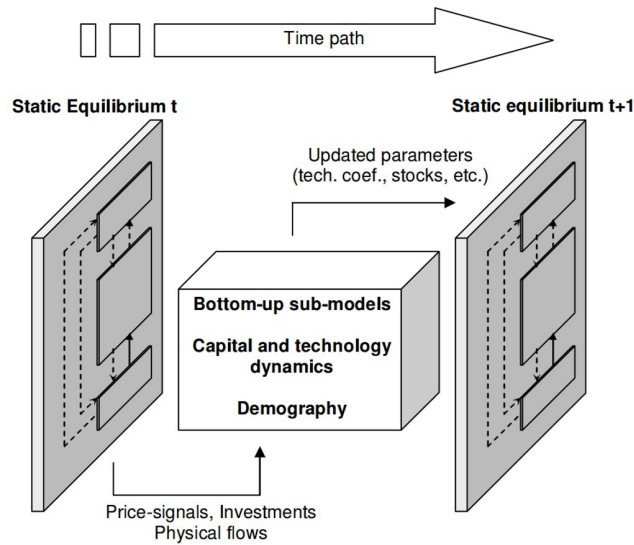 Time path
Static Equilibrium t
Static equilibrium t+1
Updated parameters
(tech. coef., stocks, etc.)
Bottom-up sub-models
Capital and technology
dynamics
Demography
Price-signals, Investments
Physical flows